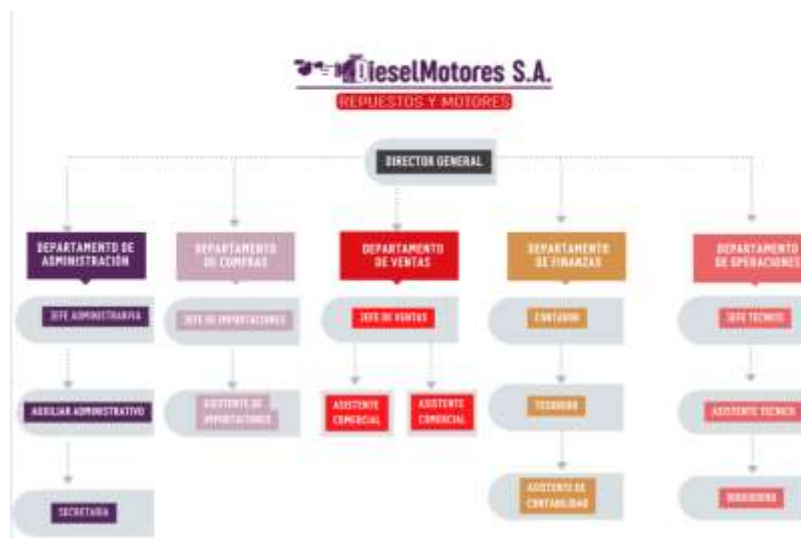 DieselMotores S.A.
REPUESTOS Y MOTORES
DIRECTOR GENERAL
DEPARTAMENTO DE
ADMINISTRACIÓN
DEPARTAMENTO
DE COMPRAS
DEPARTAMENTO
DE VENTAS
DEPARTAMENTO
DE FINANZAS
DEPARTAMENTO
DE OPERACIONES
JEFE
JEFE DE IMPORTACIONES
JEFE DE VENTAS
CONTADOR
JEFE TECNICO
AUXILIAR ADMINISTRATIVO
ASISTENTE DE
IMPORTACIONES
ASISTENTE
COMERCIAL
ASISTENTE
COMERCIAL
TESORERO
ASISTENTE TECNICO
SECRETARIA
ASISTENTE DE
CONTABILIDAD